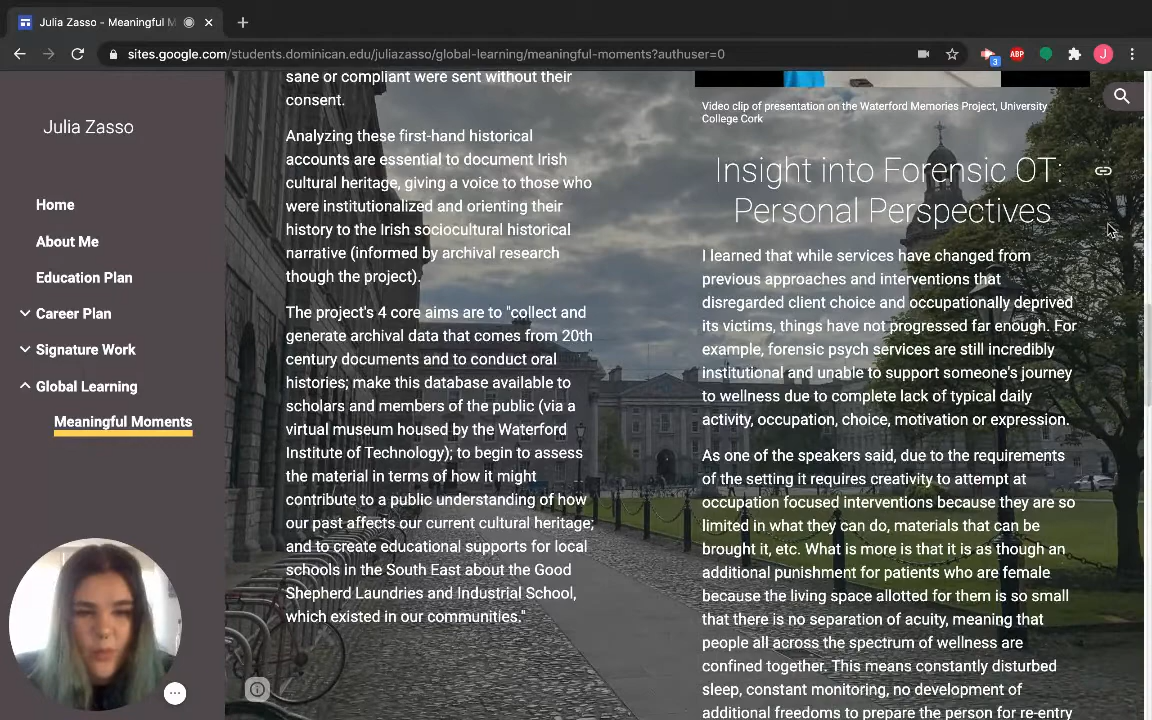 Julia Zasso - Meaningful M
sites.google.com/students.dominican.edu/juliazasso/global-learning/meaningful-moments?authuser=0
3
ABP
J
Julia Zasso
Home
About Me
Education Plan
Career Plan
Signature Work
Global Learning
Meaningful Moments
sane or compliant were sent without their
consent.
Analyzing these first-hand historical
accounts are essential to document Irish
cultural heritage, giving a voice to those who
were institutionalized and orienting their
history to the Irish sociocultural historical
narrative (informed by archival research
though the project).
The project's 4 core aims are to "collect and
generate archival data that comes from 20th
century documents and to conduct oral
histories; make this database available to
scholars and members of the public (via a
virtual museum housed by the Waterford
Institute of Technology); to begin to assess
the material in terms of how it might
contribute to a public understanding of how
our past affects our current cultural heritage;
and to create educational supports for local
schools in the South East about the Good
Shepherd Laundries and Industrial School,
which existed in our communities."
Video clip of presentation on the Waterford Memories Project, University
College Cork
Insight into Forensic OT:
Personal Perspectives
I learned that while services have changed from
previous approaches and interventions that
disregarded client choice and occupationally deprived
its victims, things have not progressed far enough. For
example, forensic psych services are still incredibly
institutional and unable to support someone's journey
to wellness due to complete lack of typical daily
activity, occupation, choice, motivation or expression.
As one of the speakers said, due to the requirements
of the setting it requires creativity to attempt at
occupation focused interventions because they are so
limited in what they can do, materials that can be
brought it, etc. What is more is that it is as though an
additional punishment for patients who are female
because the living space allotted for them is so small
that there is no separation of acuity, meaning that
people all across the spectrum of wellness are
confined together. This means constantly disturbed
sleep, constant monitoring, no development of
additional freedoms to prepare the person for re-entry